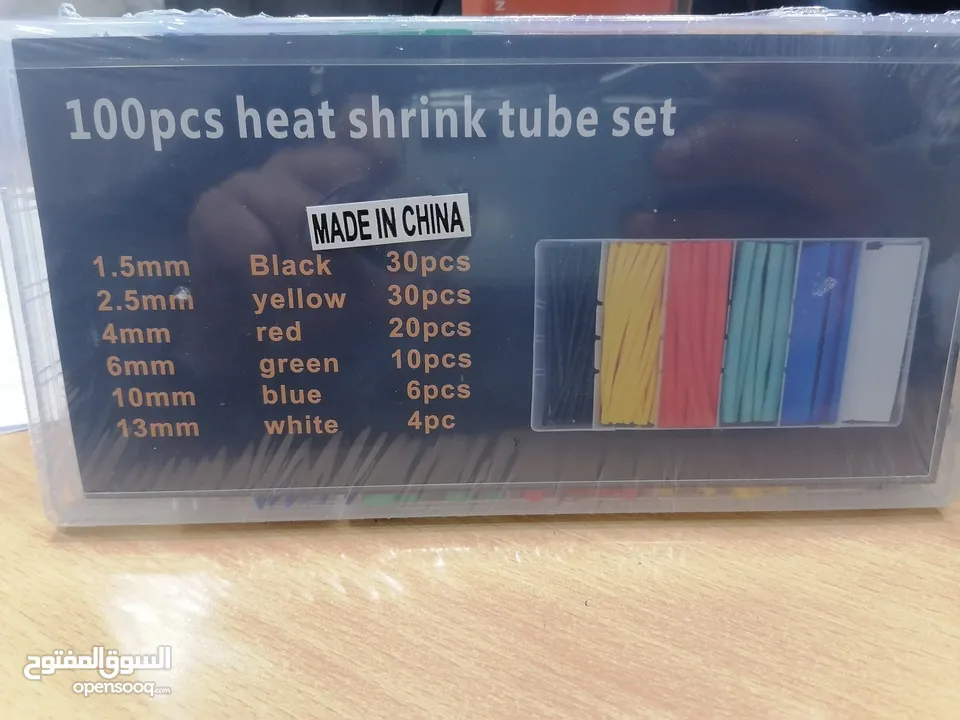 100pcs heat shrink tube set
MADE IN CHINA
1.5mm Black 30pcs
2.5mm yellow 30pcs
4mm red 20pcs
6mm green 10pcs
10mm blue 6pcs
13mm white 4pc
السوق المفتوح
opensooq.com